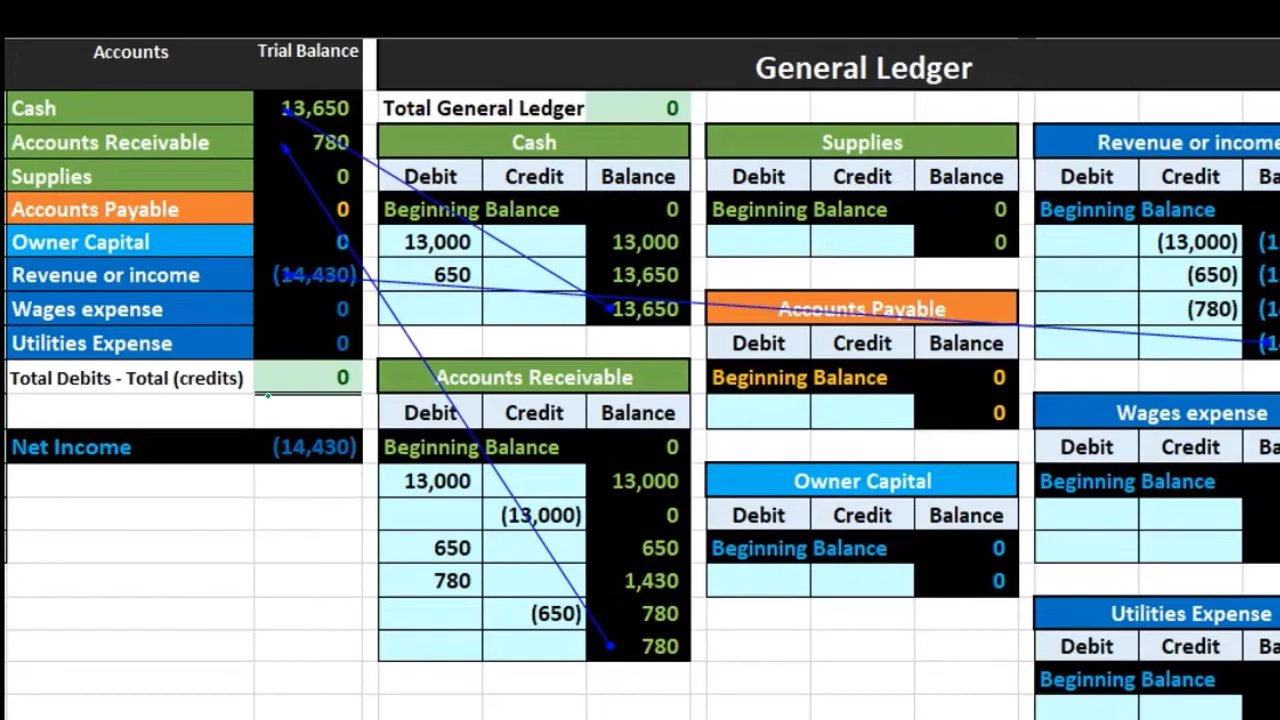 Accounts Trial Balance
General Ledger
Cash 13,650
Accounts Receivable 780
Supplies 0
Accounts Payable 0
Owner Capital 0
Revenue or income (14,430)
Wages expense 0
Utilities Expense 0
Total Debits - Total (credits) 0
Net Income (14,430)
Total General Ledger 0
Cash
Debit Credit Balance
Beginning Balance 0
13,000 13,000
650 13,650
13,650
Accounts Receivable
Debit Credit Balance
Beginning Balance 0
13,000 13,000
(13,000) 0
650 650
780 1,430
(650) 780
780
Supplies
Debit Credit Balance
Beginning Balance 0
0
Accounts Payable
Debit Credit Balance
Beginning Balance 0
0
Owner Capital
Debit Credit Balance
Beginning Balance 0
0
Revenue or income
Debit Credit
Beginning Balance
(13,000)
(650)
(780)
Wages expense
Debit Credit
Beginning Balance
Utilities Expense
Debit Credit
Beginning Balance